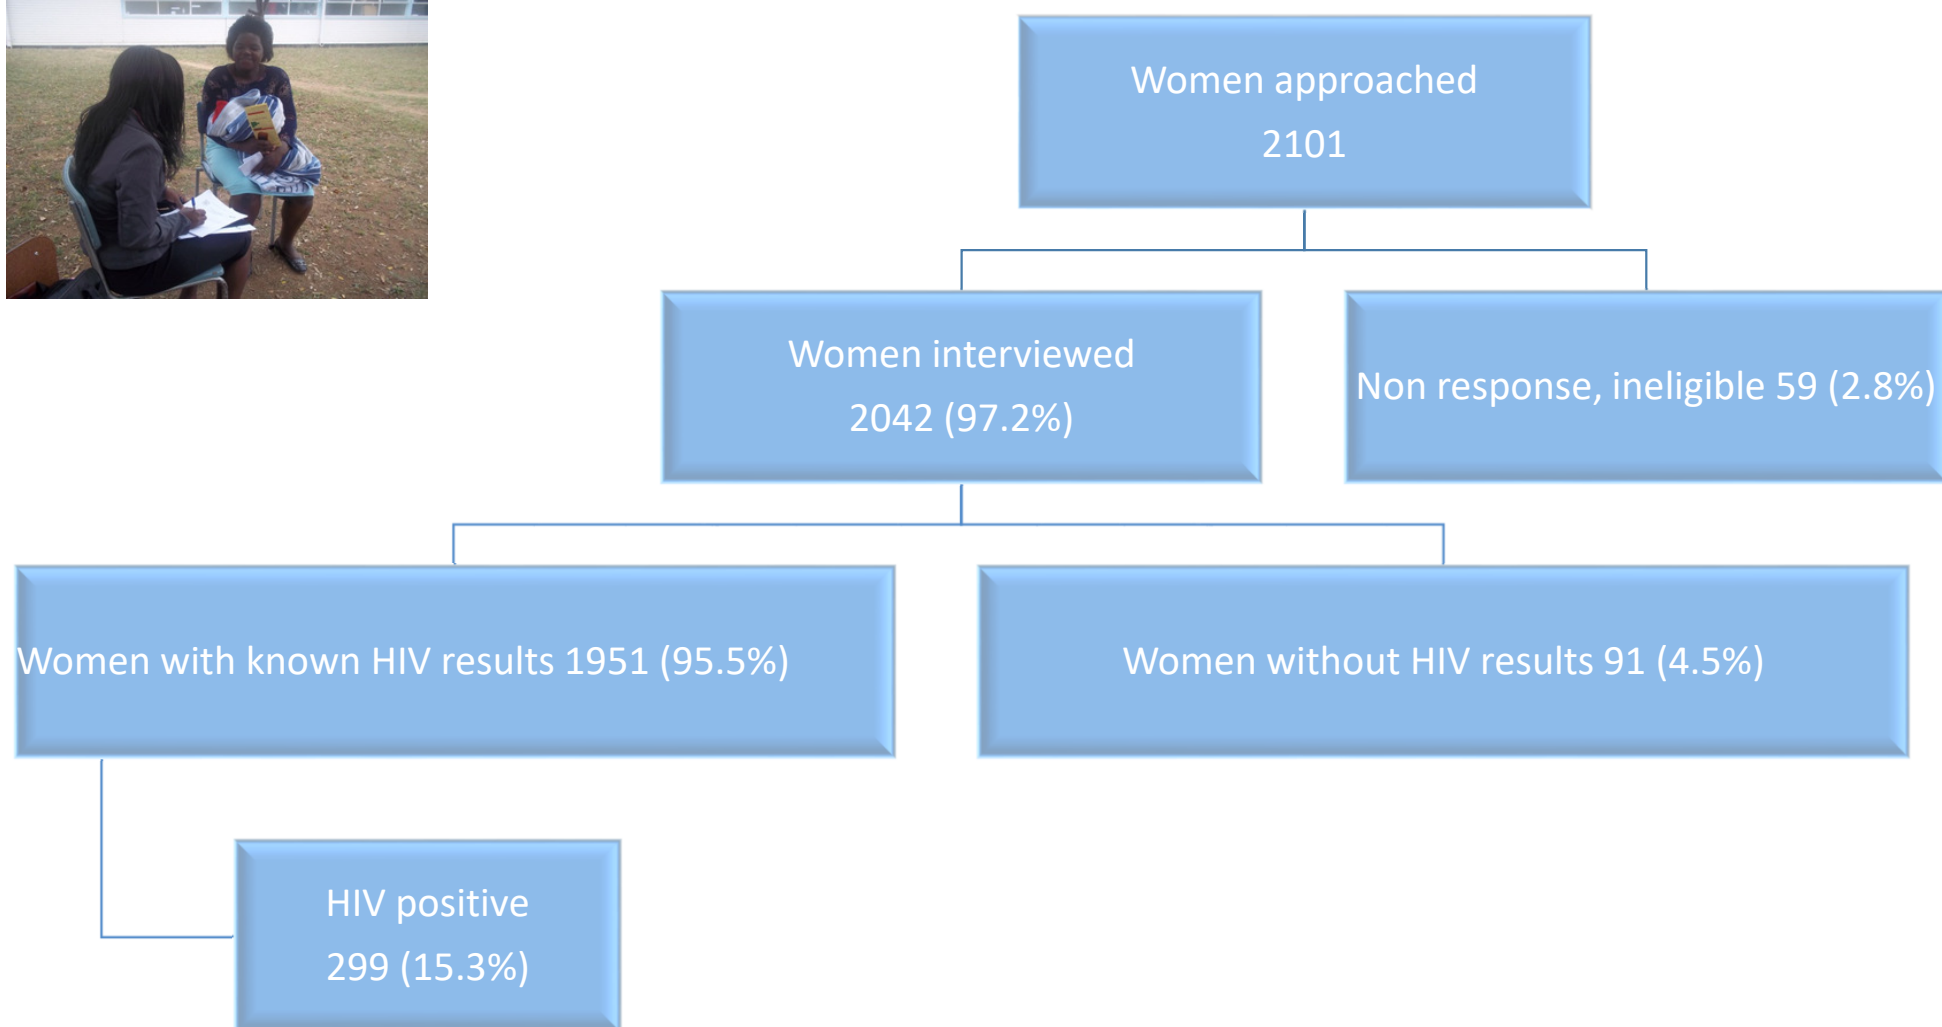 Women approached
2101
Women interviewed
2042 (97.2%)
Non response, ineligible 59 (2.8%)
Women with known HIV results 1951 (95.5%)
Women without HIV results 91 (4.5%)
HIV positive
299 (15.3%)